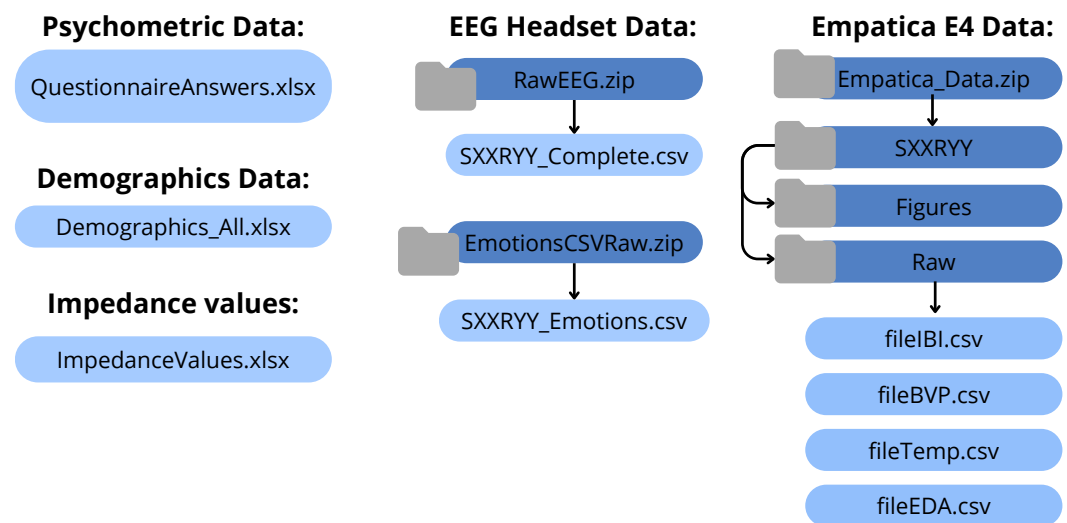 Psychometric Data:
QuestionnaireAnswers.xlsx
Demographics Data:
Demographics_All.xlsx
Impedance values:
ImpedanceValues.xlsx
EEG Headset Data:
RawEEG.zip
SXXRYY_Complete.csv
EmotionsCSVRaw.zip
SXXRYY_Emotions.csv
Empatica E4 Data:
Empatica_Data.zip
SXXRYY
Figures
Raw
fileIBI.csv
fileBVP.csv
fileTemp.csv
fileEDA.csv